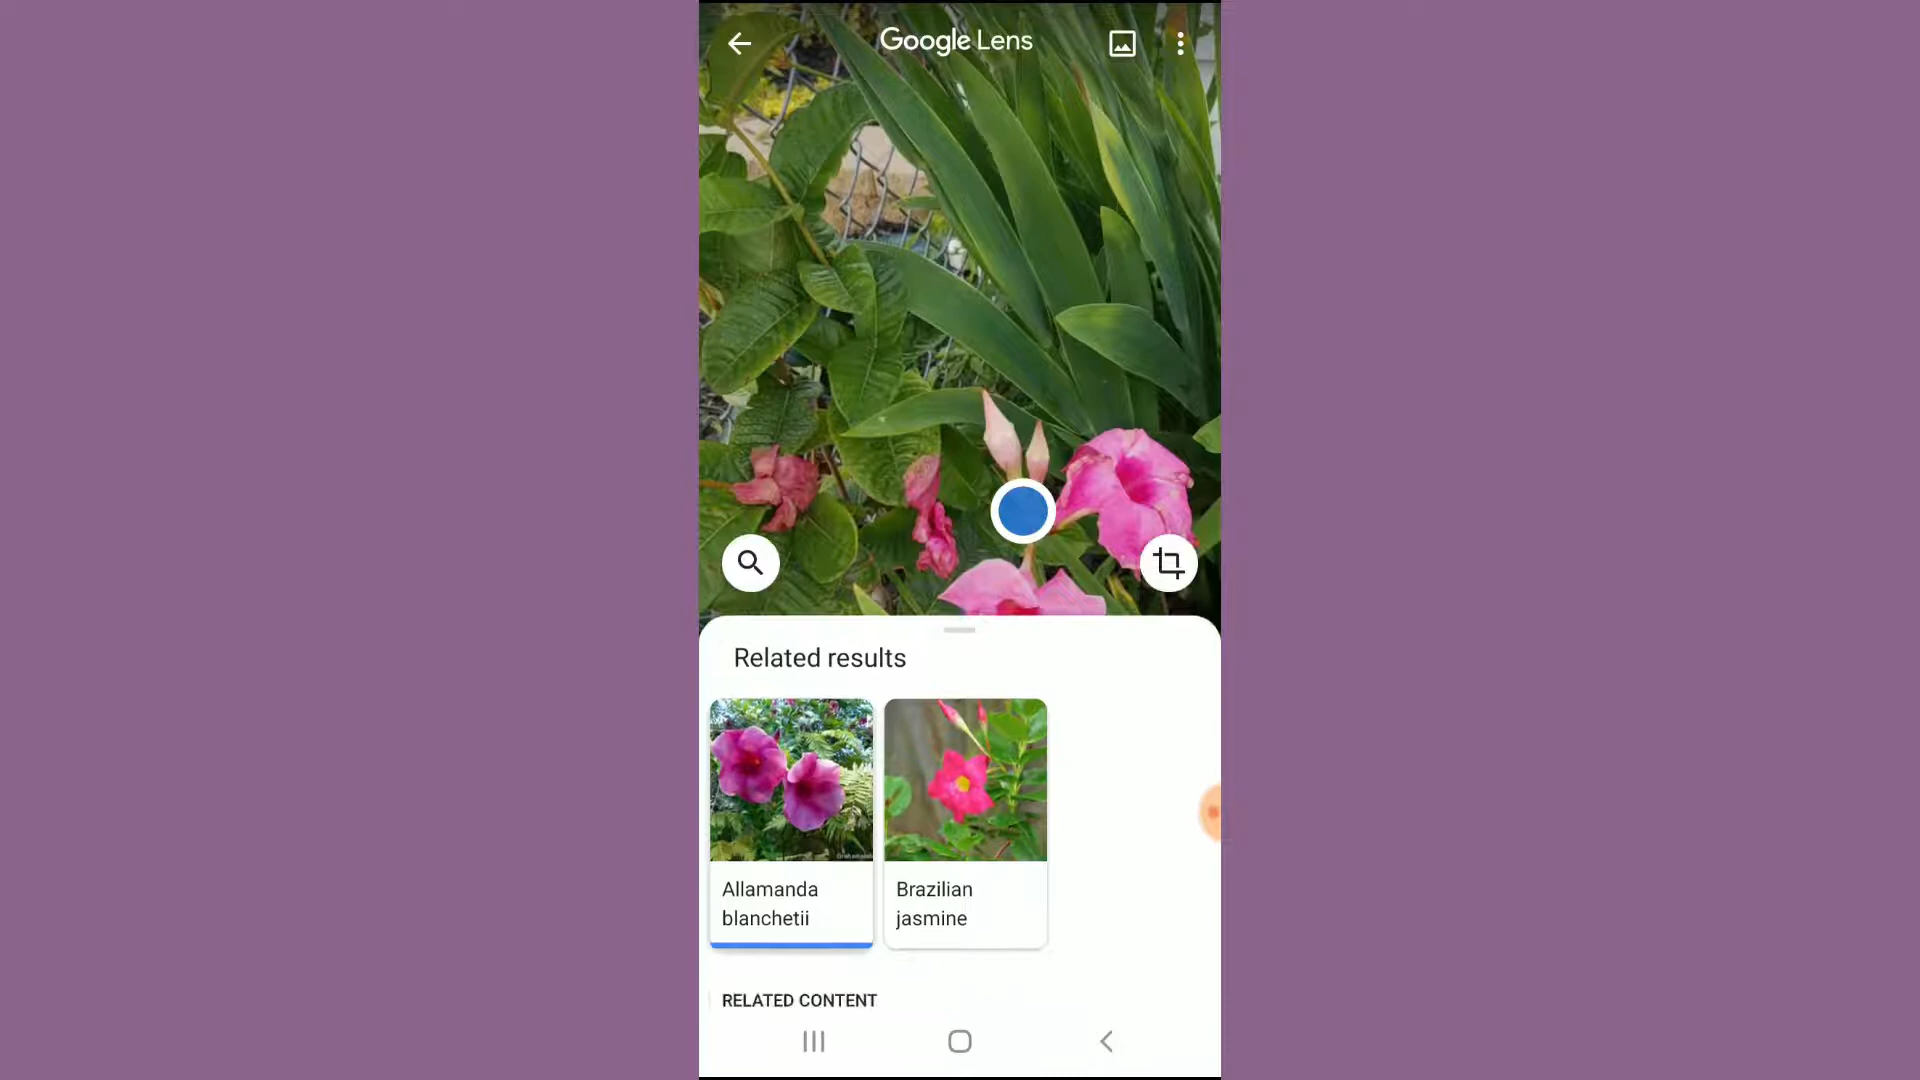 Google Lens
Related results
Allamanda
blanchetii
Brazilian
jasmine
RELATED CONTENT